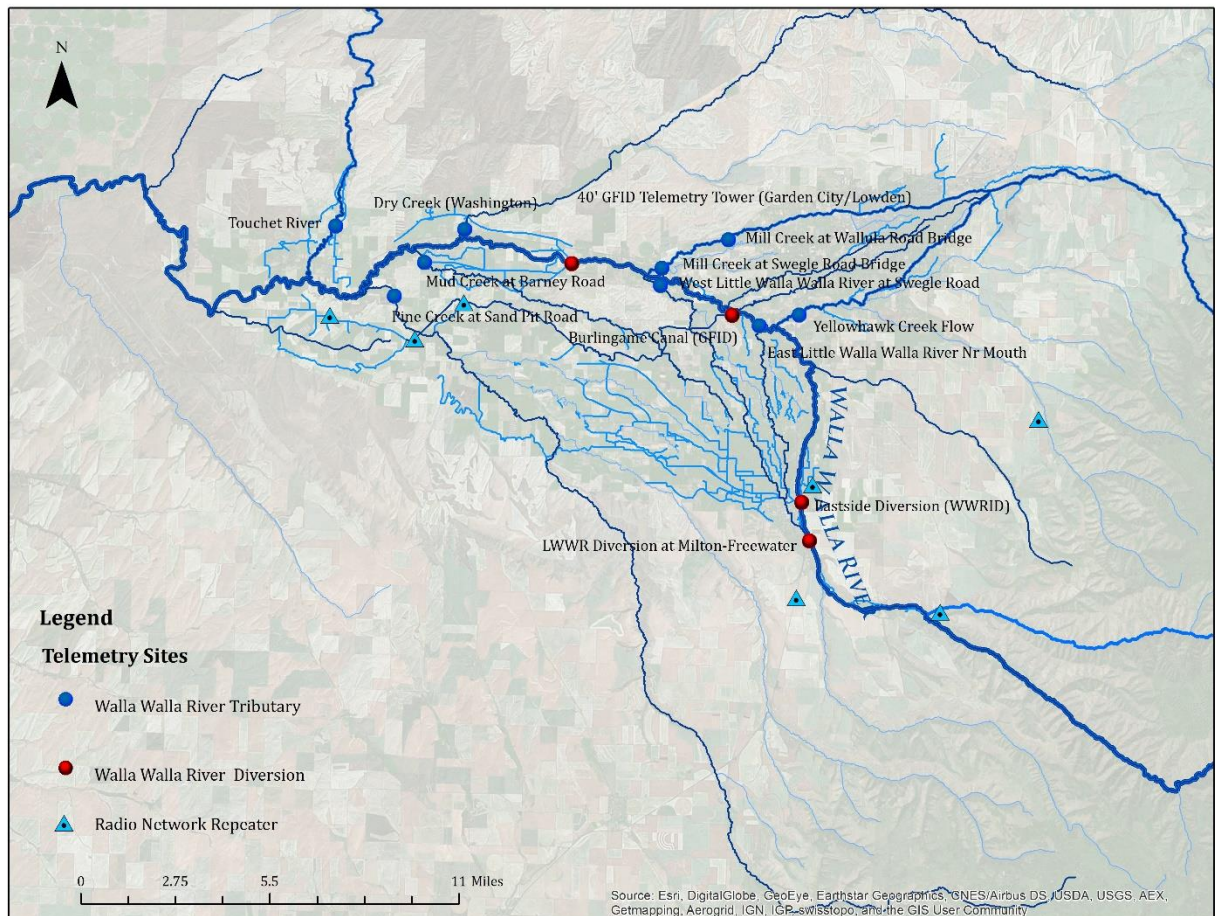 N
Touchet River
Dry Creek (Washington)
40' GFID Telemetry Tower (Garden City/Lowden)
Mill Creek at Wallula Road Bridge
Mill Creek at Swegle Road Bridge
Mud Creek at Barney Road
West Little Walla Walla River at Swegle Road
Pine Creek at Sand Pit Road
Burlingame Canal (GFID)
Yellowhawk Creek Flow
East Little Walla Walla River Nr Mouth
WALLA WALLA RIVER
Eastside Diversion (WWRID)
LWWR Diversion at Milton-Freewater
Legend
Telemetry Sites
Walla Walla River Tributary
Walla Walla River Diversion
Radio Network Repeater
0 2.75 5.5 11 Miles
Source: Esri, DigitalGlobe, GeoEye, Earthstar Geographics, CNES/Airbus DS, USDA, USGS, AEX,
Getmapping, Aerogrid, IGN, IGP, swisstopo, and the GIS User Community